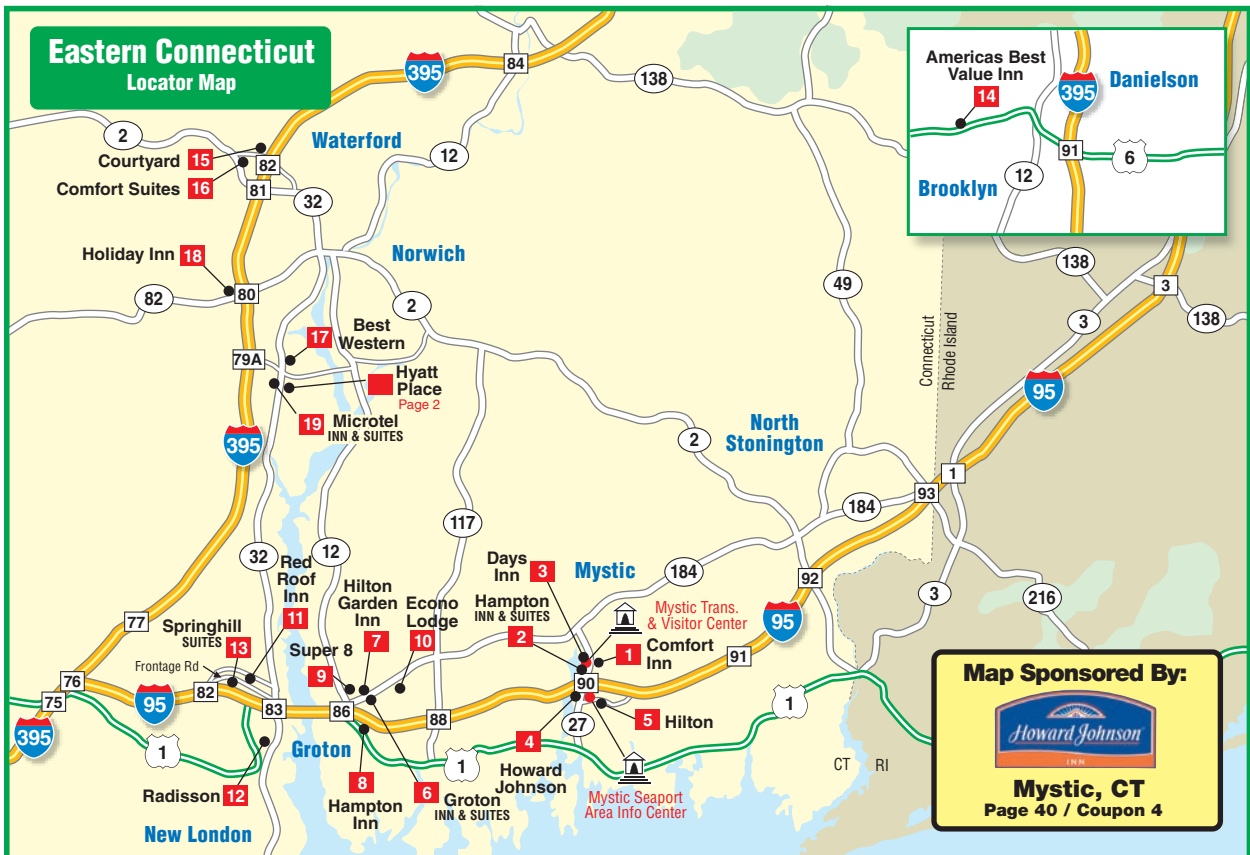 Eastern Connecticut
Locator Map
395
84
138
2
Waterford
12
Courtyard 15
82
Comfort Suites 16
81
32
Holiday Inn 18
Norwich
82
80
2
49
17 Best
Western
79A
Hyatt
Place
Page 2
19 Microtel
INN & SUITES
395
North
Stonington
2
Americas Best
Value Inn
14
395
Danielson
91
6
12
Brooklyn
138
3
138
3
Connecticut
Rhode Island
95
1
93
184
117
32
12
Red
Roof
Inn
11
Hilton
Garden
Inn
7
Econo
Lodge
10
Days
Inn 3
Mystic
184
92
Hampton
INN & SUITES
2
Mystic Trans.
& Visitor Center
1 Comfort
Inn
95
3
216
77
Springhill
SUITES
13
Frontage Rd
Super 8
9
91
76
75
82
95
83
86
88
90
395
1
Groton
27
5 Hilton
1
4
Howard
Johnson
1
8
Hampton
Inn
6 Groton
INN & SUITES
Mystic Seaport
Area Info Center
CT RI
Radisson 12
New London
Map Sponsored By:
Howard Johnson
INN
Mystic, CT
Page 40 / Coupon 4